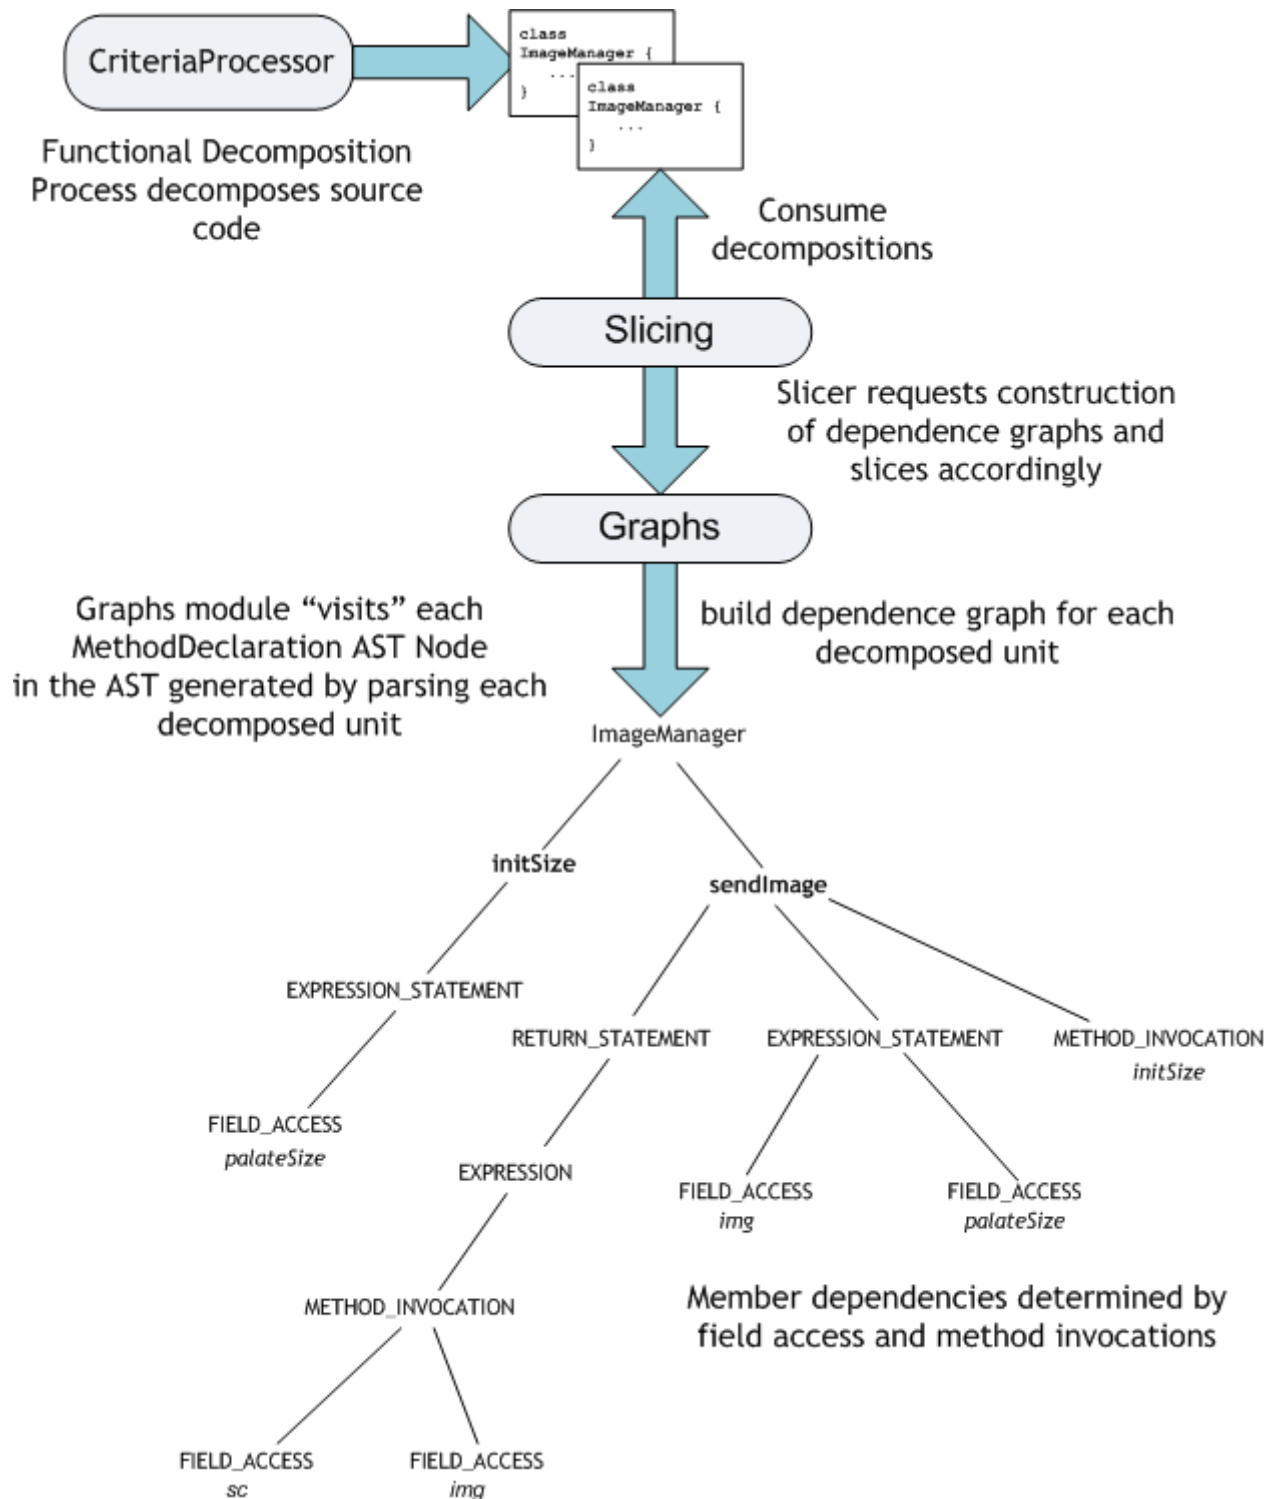 CriteriaProcessor
class
ImageManager {
...
}
class
ImageManager {
...
}
Functional Decomposition
Process decomposes source
code
Consume
decompositions
Slicing
Slicer requests construction
of dependence graphs and
slices accordingly
Graphs
Graphs module “visits” each
MethodDeclaration AST Node
in the AST generated by parsing each
decomposed unit
build dependence graph for each
decomposed unit
ImageManager
initSize
sendImage
EXPRESSION_STATEMENT
RETURN_STATEMENT
EXPRESSION_STATEMENT
METHOD_INVOCATION
initSize
FIELD_ACCESS
palateSize
EXPRESSION
FIELD_ACCESS
img
FIELD_ACCESS
palateSize
METHOD_INVOCATION
Member dependencies determined by
field access and method invocations
FIELD_ACCESS
sc
FIELD_ACCESS
img